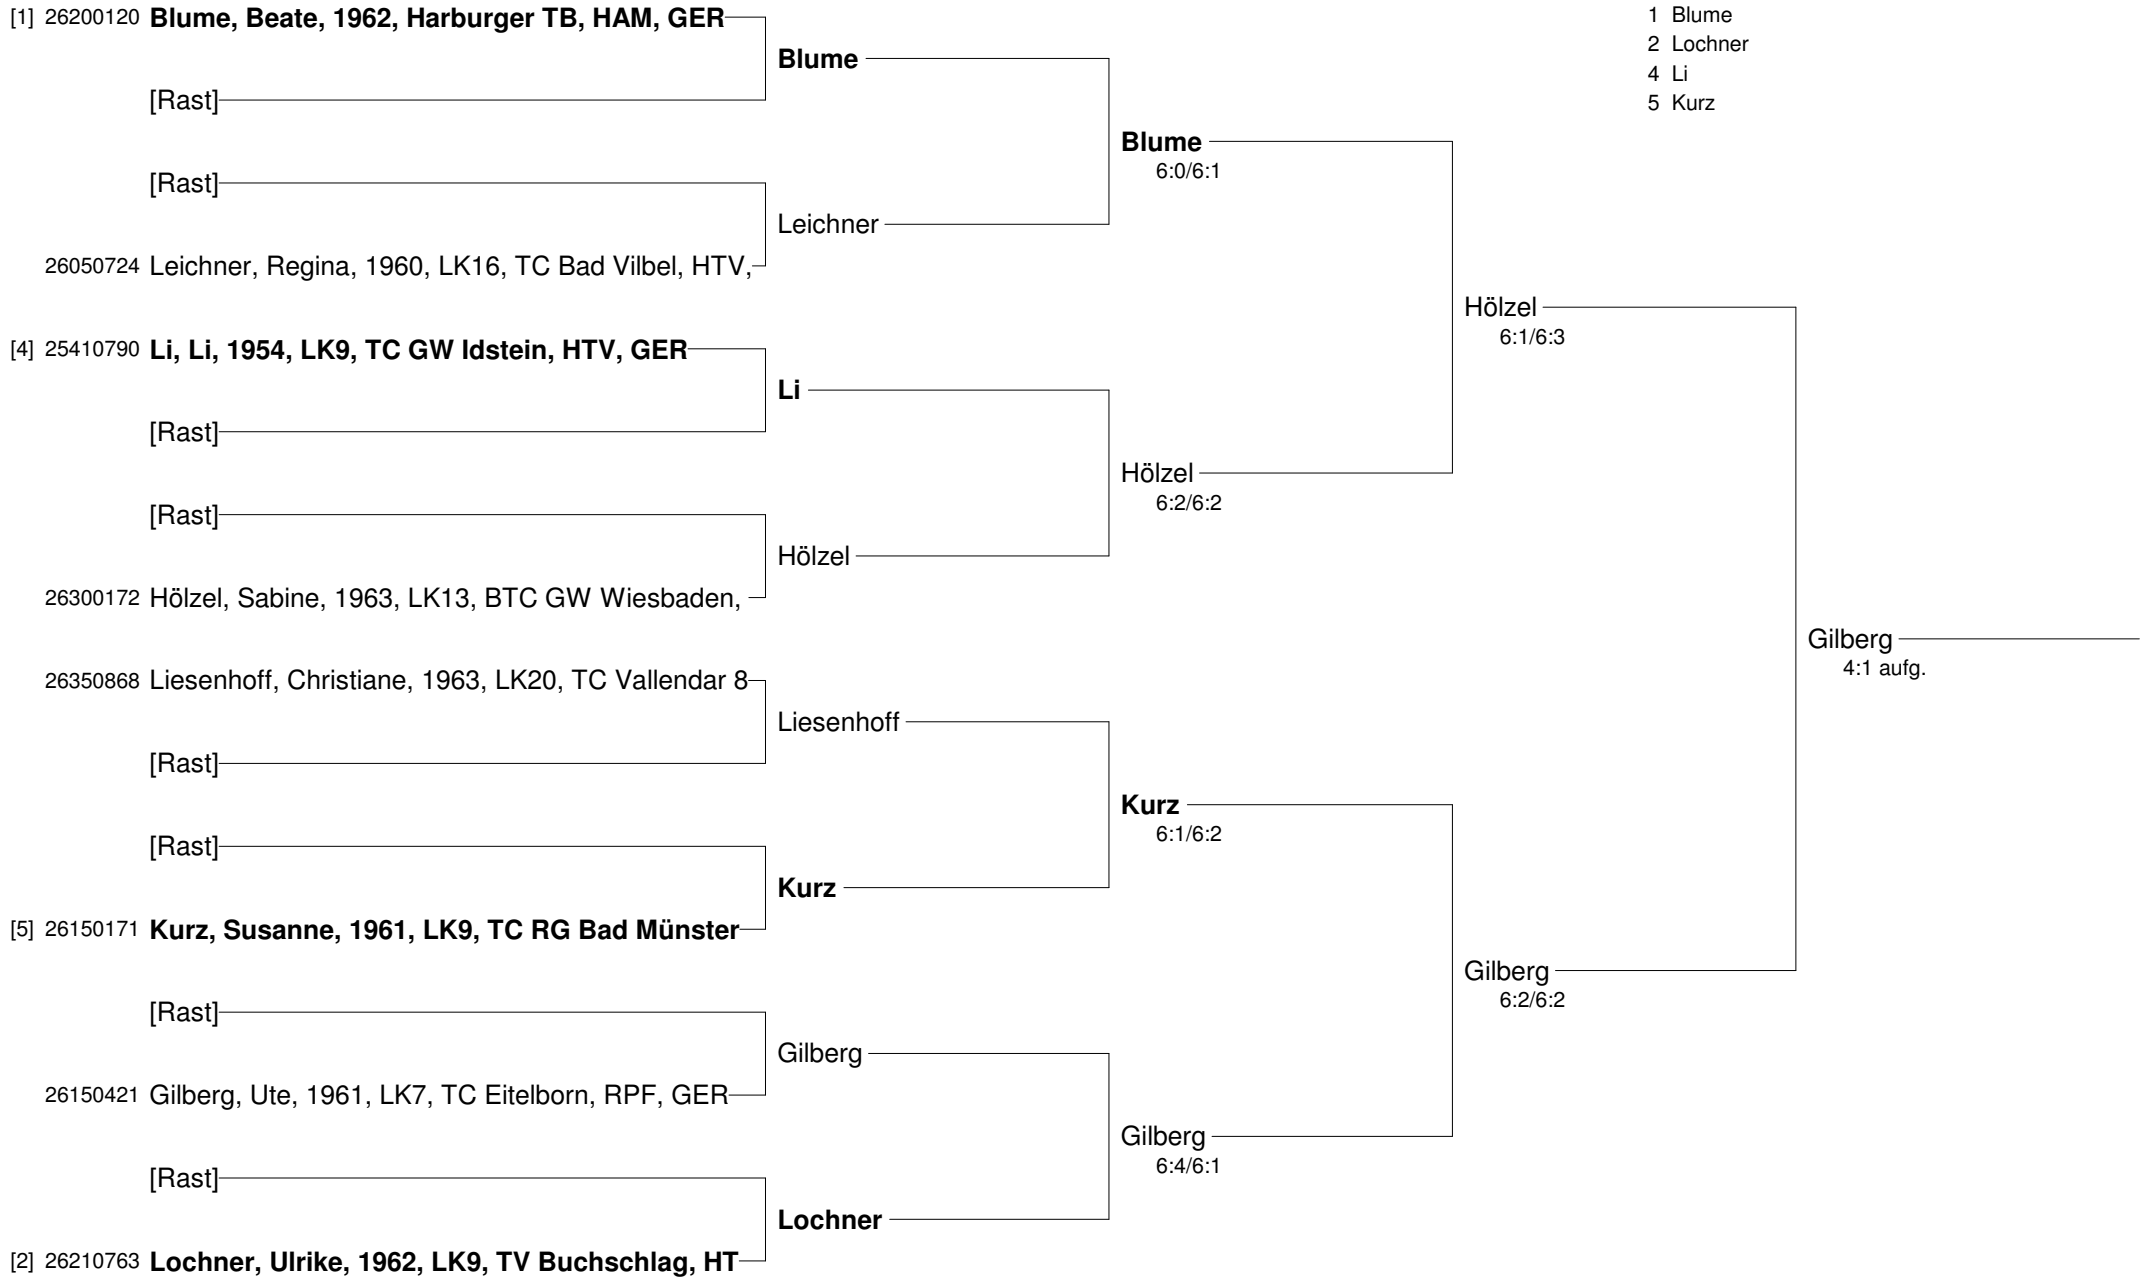 [1] 26200120 Blume, Beate, 1962, Harburger TB, HAM, GER
[Rast]
[Rast]
26050724 Leichner, Regina, 1960, LK16, TC Bad Vilbel, HTV,
[4] 25410790 Li, Li, 1954, LK9, TC GW Idstein, HTV, GER
[Rast]
[Rast]
26300172 Hölzel, Sabine, 1963, LK13, BTC GW Wiesbaden,
26350868 Liesenhoff, Christiane, 1963, LK20, TC Vallendar 8
[Rast]
[Rast]
[5] 26150171 Kurz, Susanne, 1961, LK9, TC RG Bad Münster
[Rast]
26150421 Gilberg, Ute, 1961, LK7, TC Eitelborn, RPF, GER
[Rast]
[2] 26210763 Lochner, Ulrike, 1962, LK9, TV Buchschlag, HT
Blume
Leichner
Li
Hölzel
Liesenhoff
Kurz
Gilberg
Lochner
Blume
6:0/6:1
Hölzel
6:2/6:2
Kurz
6:1/6:2
Gilberg
6:4/6:1
Hölzel
6:1/6:3
Gilberg
6:2/6:2
Gilberg
4:1 aufg.
1 Blume
2 Lochner
4 Li
5 Kurz